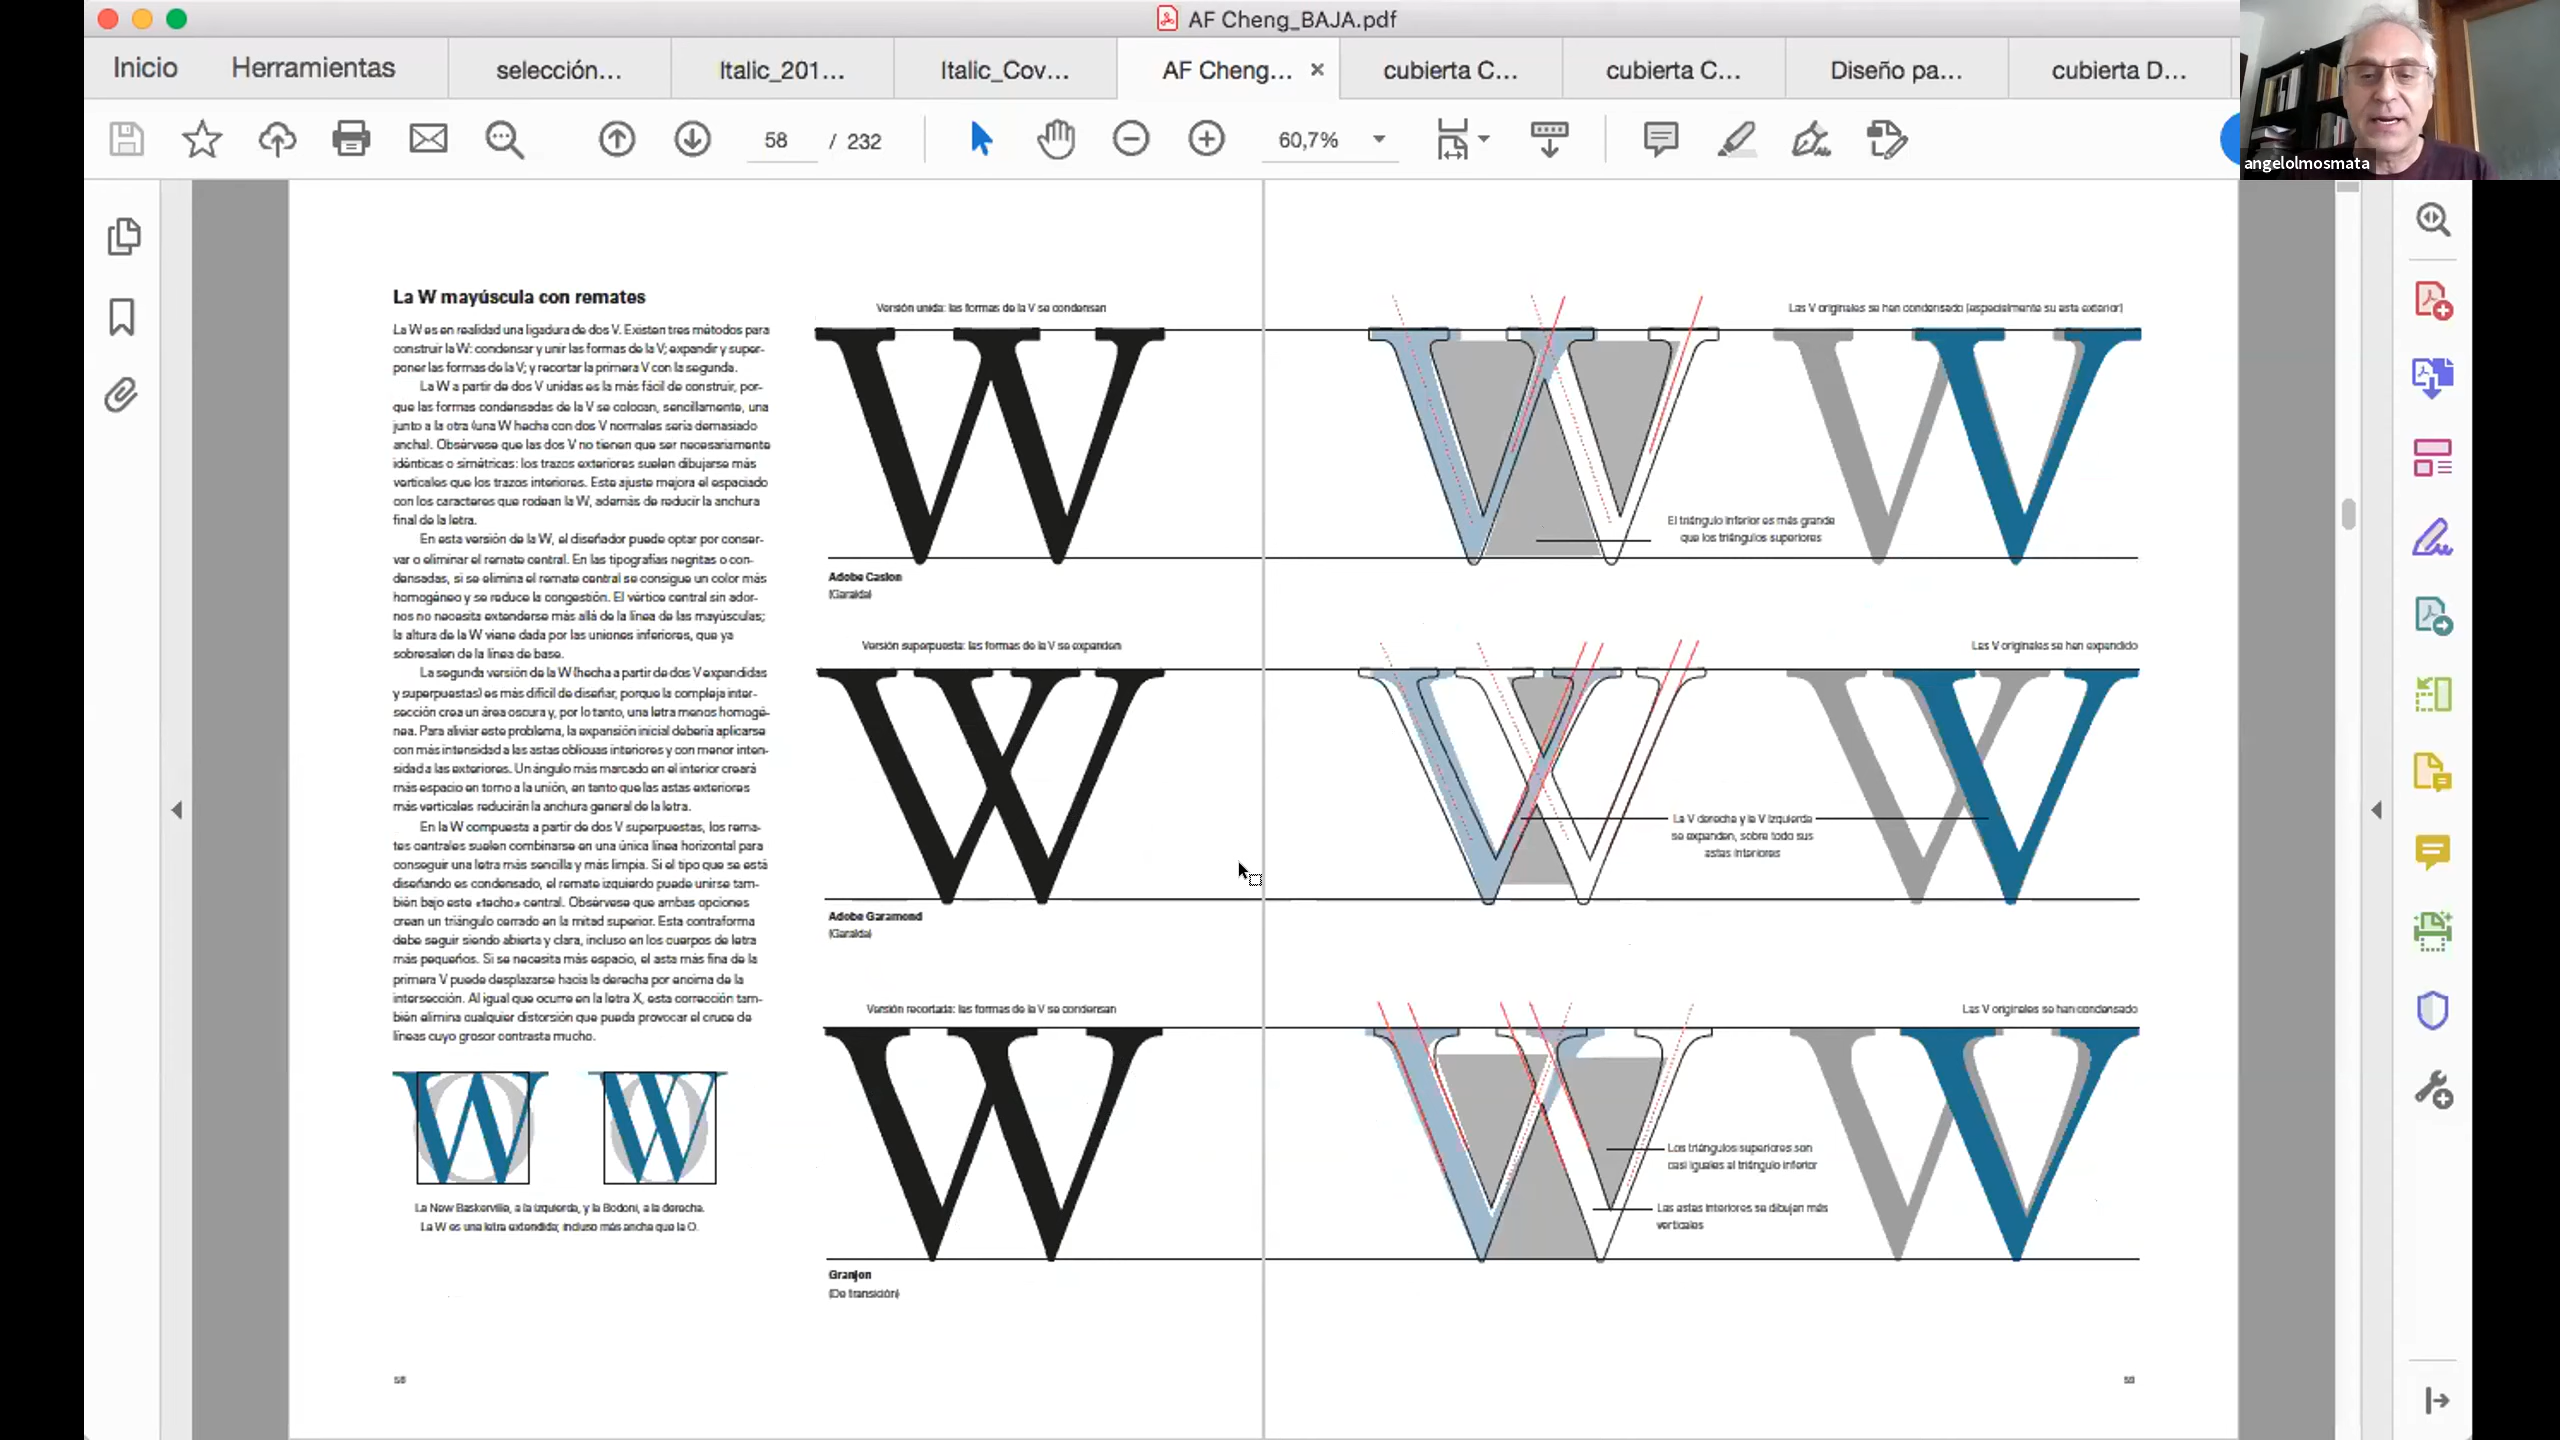 AF Cheng_BAJA.pdf
Inicio
Herramientas
selección...
Italic_201...
Italic_Cov...
AF Cheng...
cubierta C...
cubierta C...
Diseño pa...
cubierta D...
58 / 232
60,7%
angelolmosmata
La W mayúscula con remates
La W es en realidad una ligadura de dos V. Existen tres métodos para
construir la W: condensar y unir las formas de la V; expandir y super-
poner las formas de la V; y recortar la primera V con la segunda.
La W a partir de dos V unidas es la más fácil de construir, por-
que las formas condensadas de la V se colocan, sencillamente, una
junto a la otra (una W hecha con dos V normales sería demasiado
ancha). Obsérvese que las dos V no tienen que ser necesariamente
idénticas o simétricas: los trazos exteriores suelen dibujarse más
verticales que los trazos interiores. Este ajuste mejora el espaciado
con los caracteres que rodean la W, además de reducir la anchura
final de la letra.
En esta versión de la W, el diseñador puede optar por conser-
var o eliminar el remate central. En las tipografías negritas o con-
densadas, si se elimina el remate central se consigue un color más
homogéneo y se reduce la congestión. El vértice central sin ador-
nos no necesita extenderse más allá de la línea de las mayúsculas;
la altura de la W viene dada por las uniones inferiores, que ya
sobresalen de la línea de base.
La segunda versión de la W (hecha a partir de dos V expandidas
y superpuestas) es más difícil de diseñar, porque la compleja inter-
sección crea un área oscura y, por lo tanto, una letra menos homogé-
nea. Para aliviar este problema, la expansión inicial debería aplicarse
con más intensidad a las astas oblicuas interiores y con menor inten-
sidad a las exteriores. Un ángulo más marcado en el interior creará
más espacio en torno a la unión, en tanto que las astas exteriores
más verticales reducirán la anchura general de la letra.
En la W compuesta a partir de dos V superpuestas, los rema-
tes centrales suelen combinarse en una única línea horizontal para
conseguir una letra más sencilla y más limpia. Si el tipo que se está
diseñando es condensado, el remate izquierdo puede unirse tam-
bién bajo este «techo» central. Obsérvese que ambas opciones
crean un triángulo cerrado en la mitad superior. Esta contraforma
debe seguir siendo abierta y clara, incluso en los cuerpos de letra
más pequeños. Si se necesita más espacio, el asta más fina de la
primera V puede desplazarse hacia la derecha por encima de la
intersección. Al igual que ocurre en la letra X, esta corrección tam-
bién elimina cualquier distorsión que pueda provocar el cruce de
líneas cuyo grosor contrasta mucho.
W W
La New Baskerville, a la izquierda, y la Bodoni, a la derecha.
La W es una letra extendida; incluso más ancha que la O.
58
Versión unida: las formas de la V se condensan
W
Adobe Caslon
(Garalda)
Versión superpuesta: las formas de la V se expanden
W
Adobe Garamond
(Garalda)
Versión recortada: las formas de la V se condensan
W
Granjon
(De transición)
Las V originales se han condensado (especialmente su asta exterior)
W W
El triángulo inferior es más grande
que los triángulos superiores
Las V originales se han expandido
W W
La V derecha y la V izquierda
se expanden, sobre todo sus
astas interiores
Las V originales se han condensado
W W
Los triángulos superiores son
casi iguales al triángulo inferior
Las astas interiores se dibujan más
verticales
59